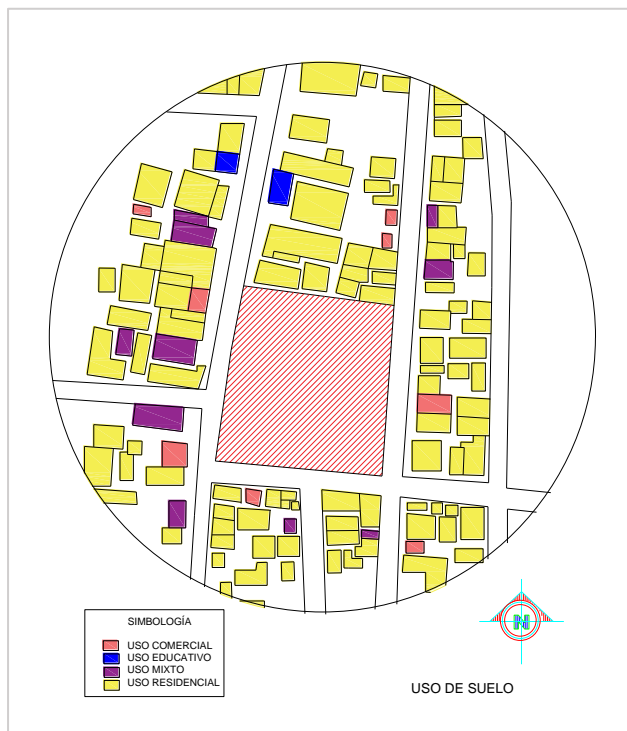 SIMBOLOGÍA
USO COMERCIAL
USO EDUCATIVO
USO MIXTO
USO RESIDENCIAL
N
USO DE SUELO